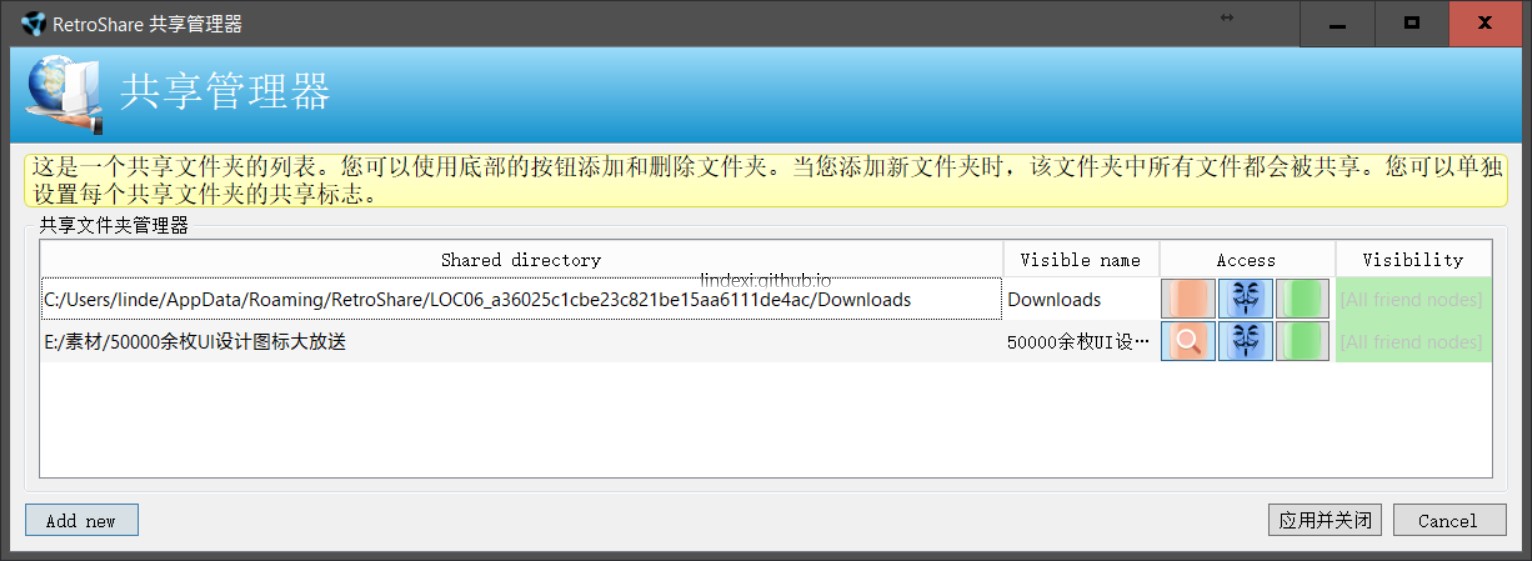 RetroShare 共享管理器
共享管理器
这是一个共享文件夹的列表。您可以使用底部的按钮添加和删除文件夹。当您添加新文件夹时，该文件夹中所有文件都会被共享。您可以单独
设置每个共享文件夹的共享标志。
共享文件夹管理器
Shared directory Visible name Access Visibility
lindexi.github.io
C:/Users/linde/AppData/Roaming/RetroShare/LOC06_a36025c1cbe23c821be15aa6111de4ac/Downloads Downloads [All friend nodes]
E:/素材/50000余枚UI设计图标大放送 50000余枚UI设… [All friend nodes]
Add new 应用并关闭 Cancel